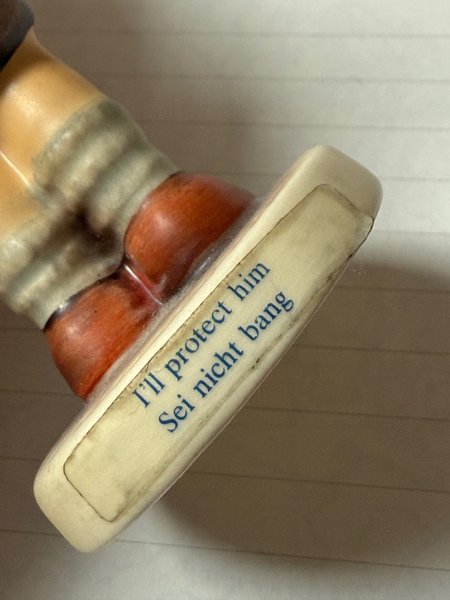 I'll protect him
Sei nicht bang